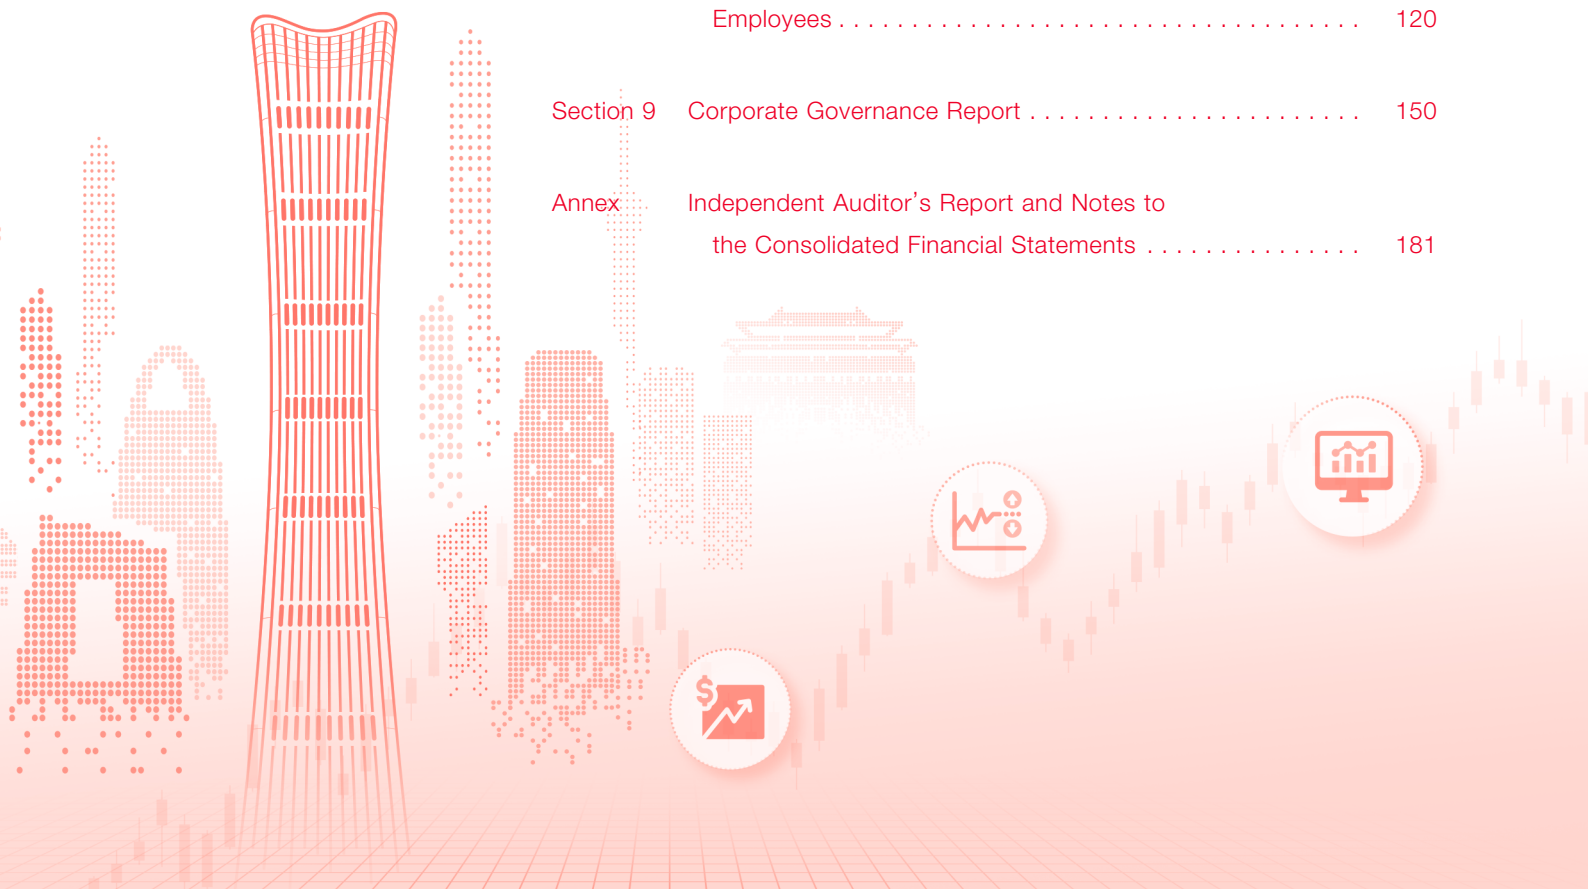 Employees . . . . . . . . . . . . . . . . . . . . . . . . . . . . . . . . . . . . 120
Section 9 Corporate Governance Report . . . . . . . . . . . . . . . . . . . . . . . 150
Annex Independent Auditor's Report and Notes to
the Consolidated Financial Statements . . . . . . . . . . . . . . . 181
$